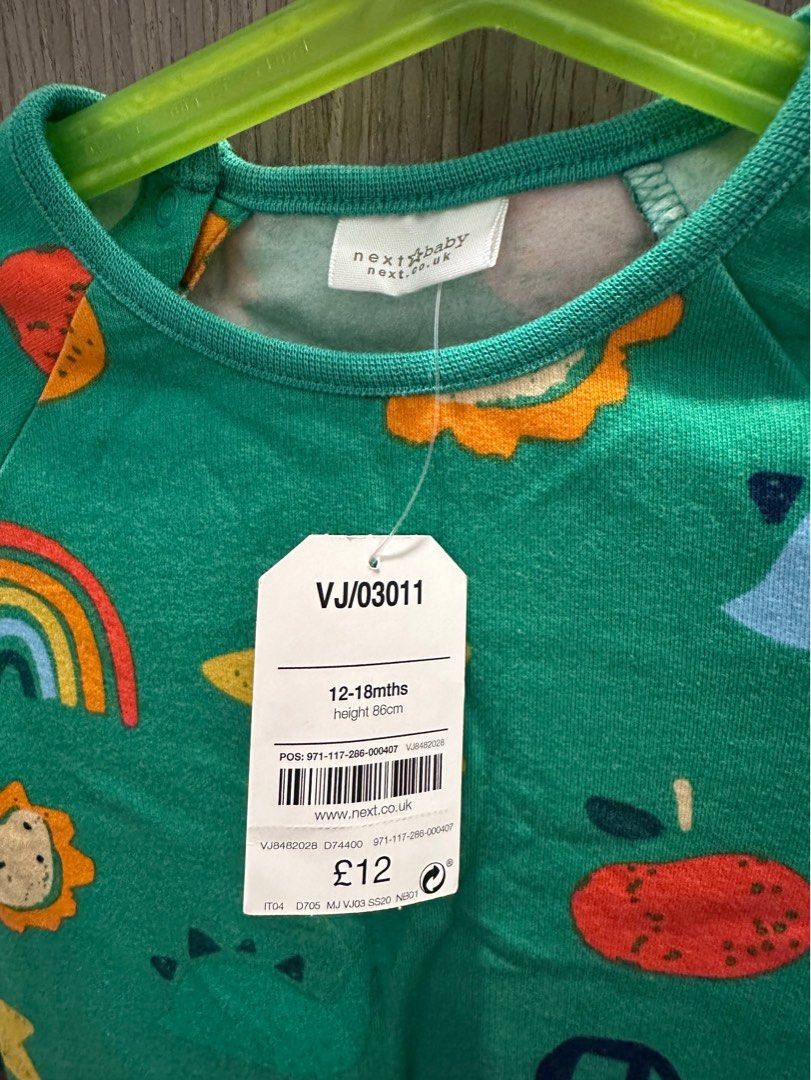 next☆baby
next.co.uk
VJ/03011
12-18mths
height 86cm
POS: 971-117-286-000407 VJ8482028
www.next.co.uk
VJ8482028 D74400 971-117-286-000407
£12
IT04 D705 MJ VJ03 SS20 NB01